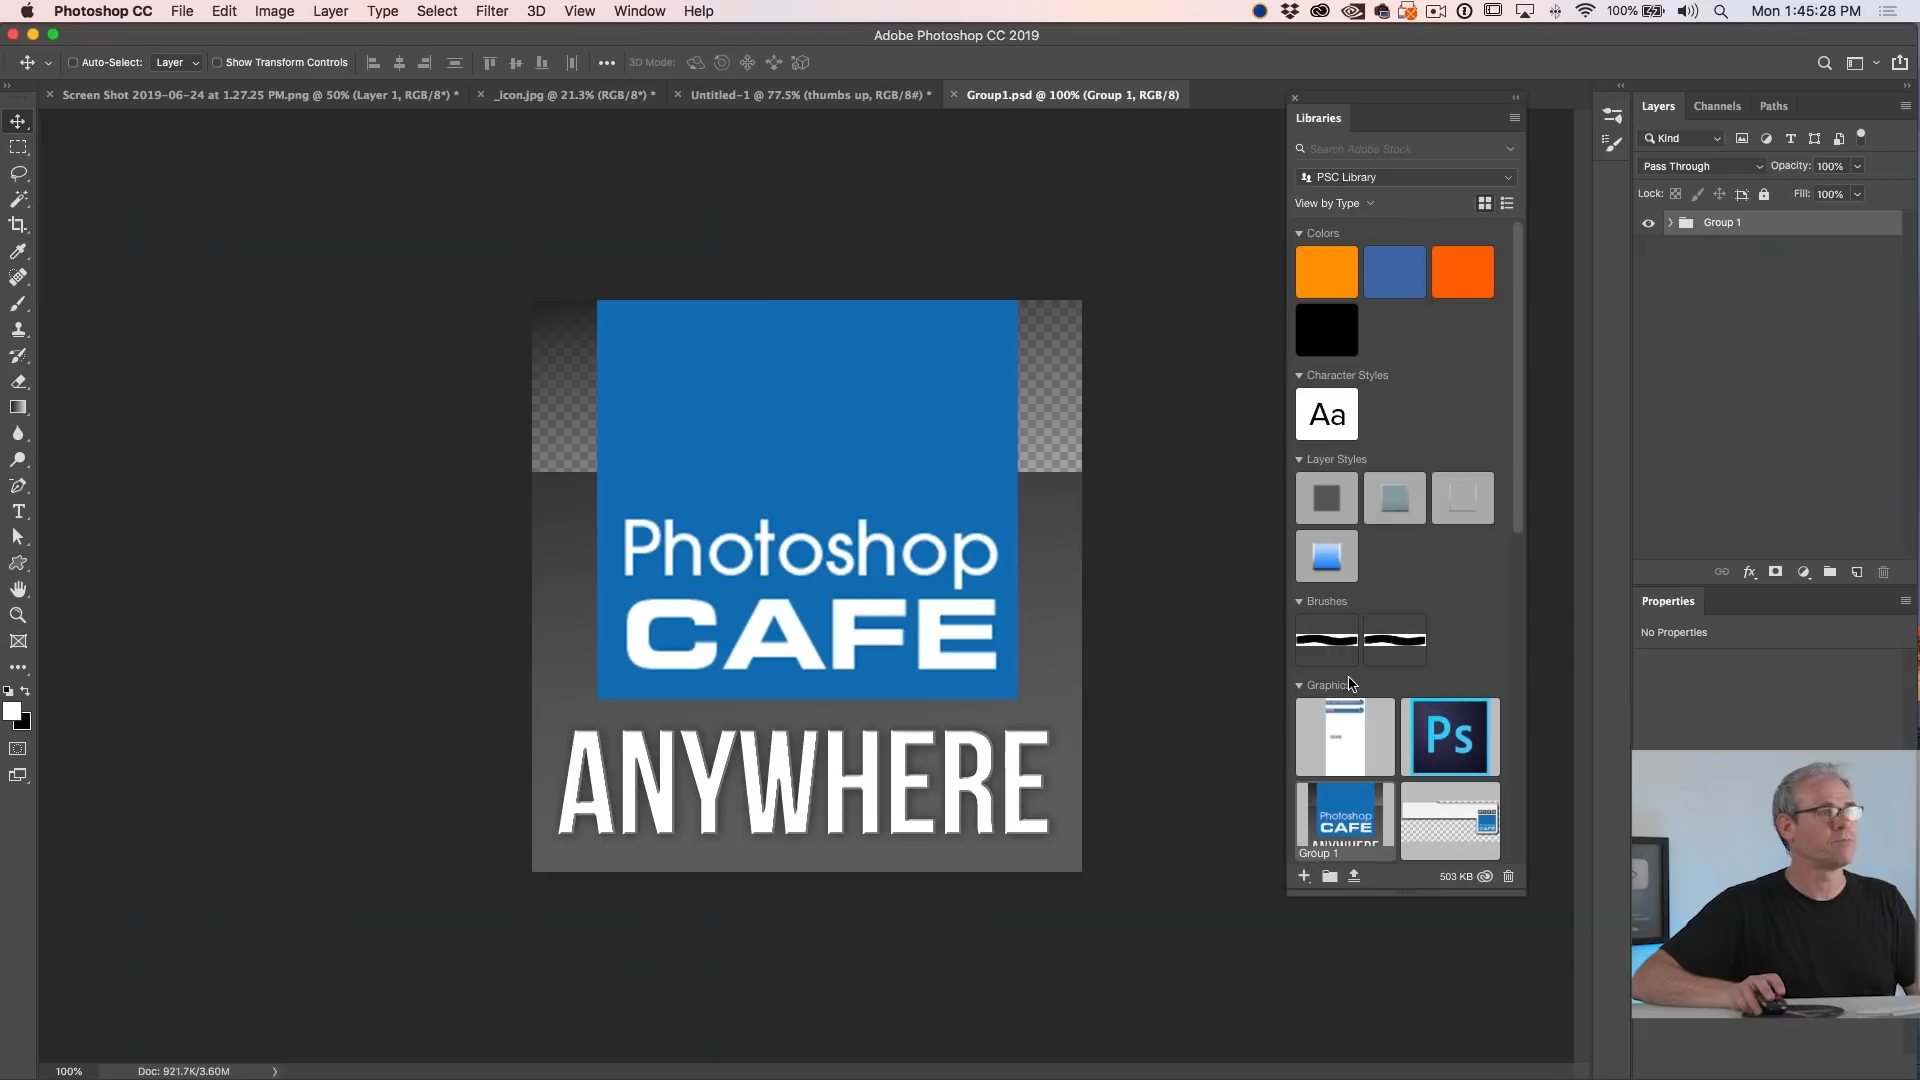 Photoshop CC File Edit Image Layer Type Select Filter 3D View Window Help 100% Mon 1:45:28 PM
Adobe Photoshop CC 2019
Auto-Select: Layer Show Transform Controls 3D Mode:
Screen Shot 2019-06-24 at 1.27.25 PM.png @ 50% (Layer 1, RGB/8*) * _icon.jpg @ 21.3% (RGB/8*) * Untitled-1 @ 77.5% (thumbs up, RGB/8#) * Group1.psd @ 100% (Group 1, RGB/8)
Libraries
Search Adobe Stock
PSC Library
View by Type
Colors
Character Styles
Aa
Layer Styles
Brushes
Graphic
Ps
Photoshop
CAFE
Group 1
503 KB
Layers Channels Paths
Kind
Pass Through Opacity: 100%
Lock: Fill: 100%
Group 1
fx
Properties
No Properties
Photoshop
CAFE
ANYWHERE
T
100% Doc: 921.7K/3.60M